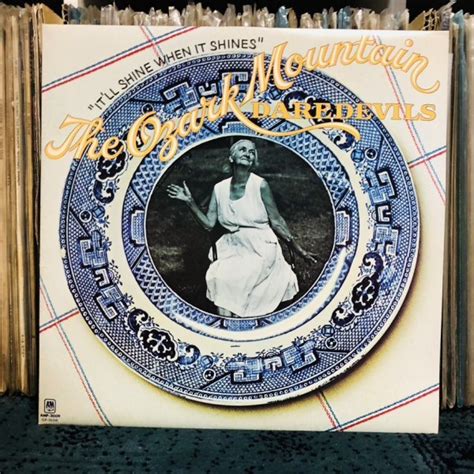 "IT'LL SHINE WHEN IT SHINES"
The Ozark Mountain
DAREDEVILS
A&M